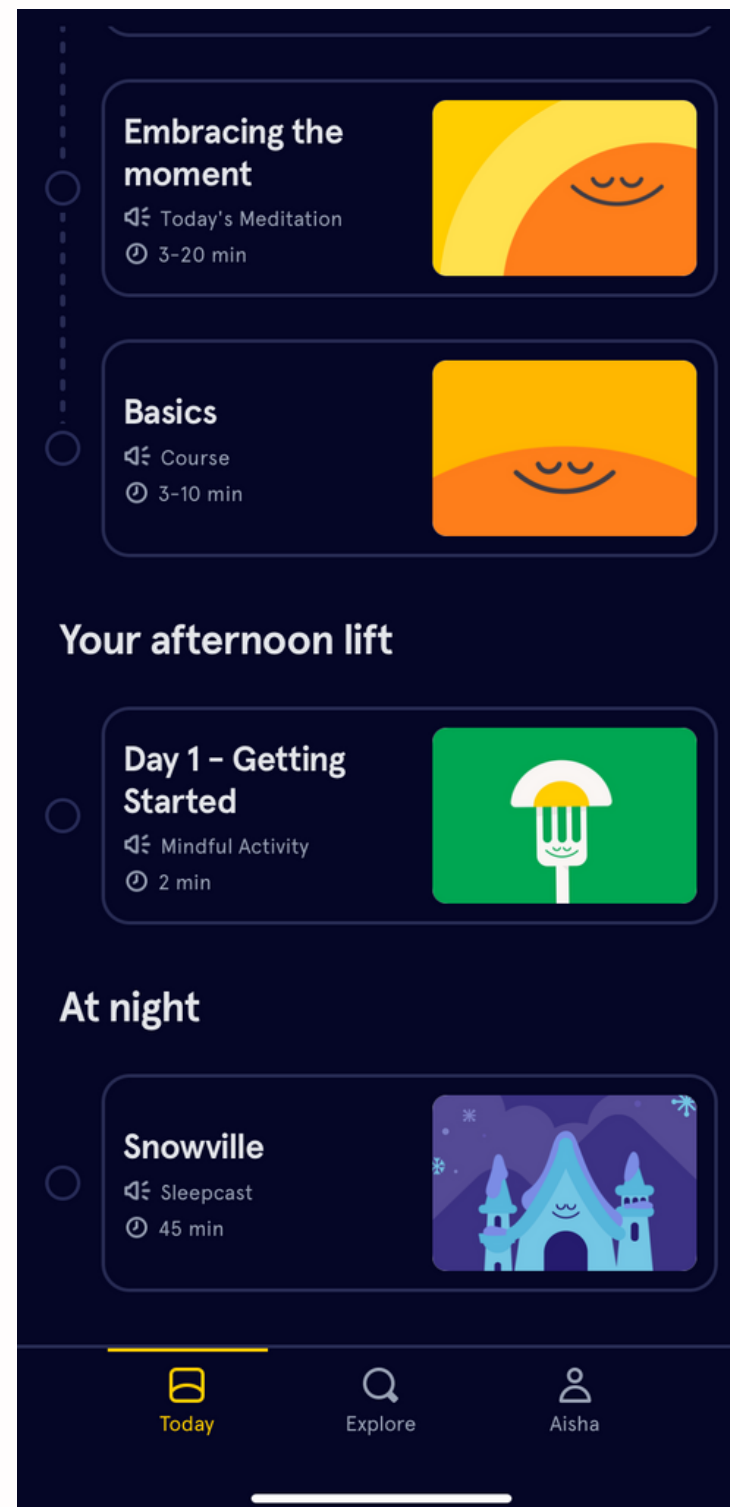 Embracing the
moment
Today's Meditation
3-20 min
Basics
Course
3-10 min
Your afternoon lift
Day 1 - Getting
Started
Mindful Activity
2 min
At night
Snowville
Sleepcast
45 min
Today
Explore
Aisha